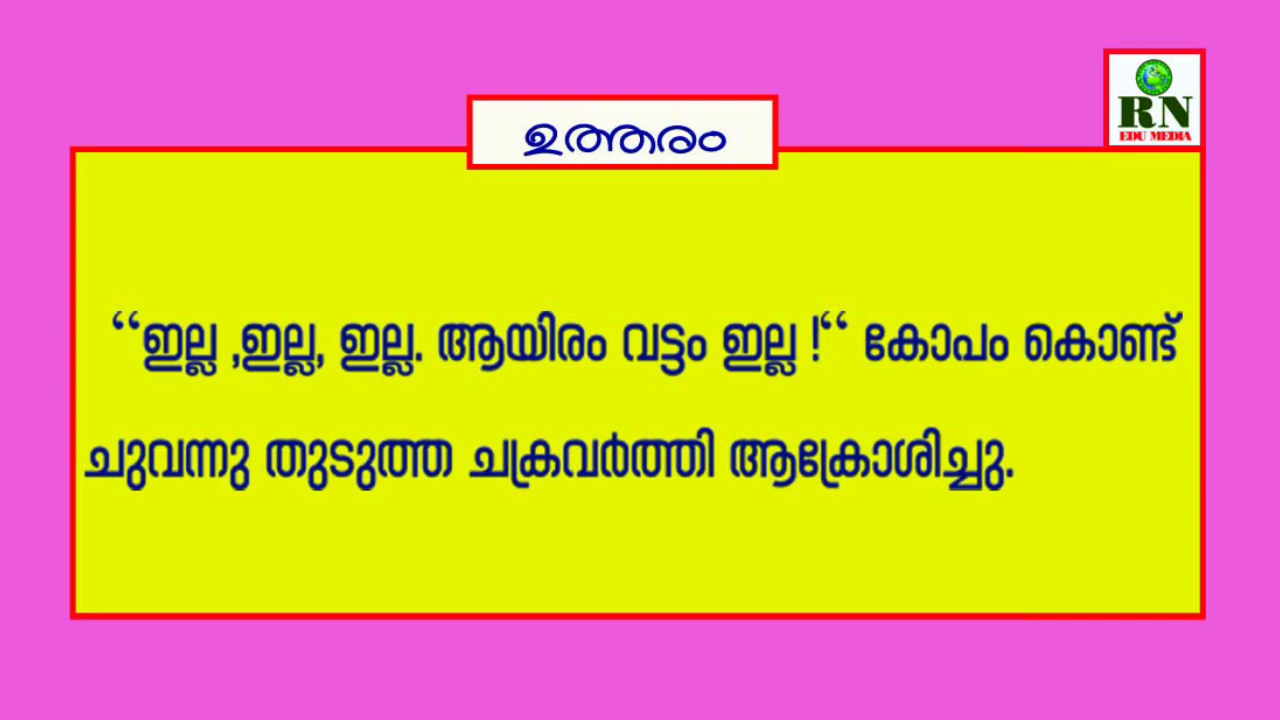 RN
EDU MEDIA
ഉത്തരം
“ഇല്ല ,ഇല്ല, ഇല്ല. ആയിരം വട്ടം ഇല്ല !“ കോപം കൊണ്ട്
ചുവന്നു തുടുത്ത ചക്രവർത്തി ആക്രോശിച്ചു.